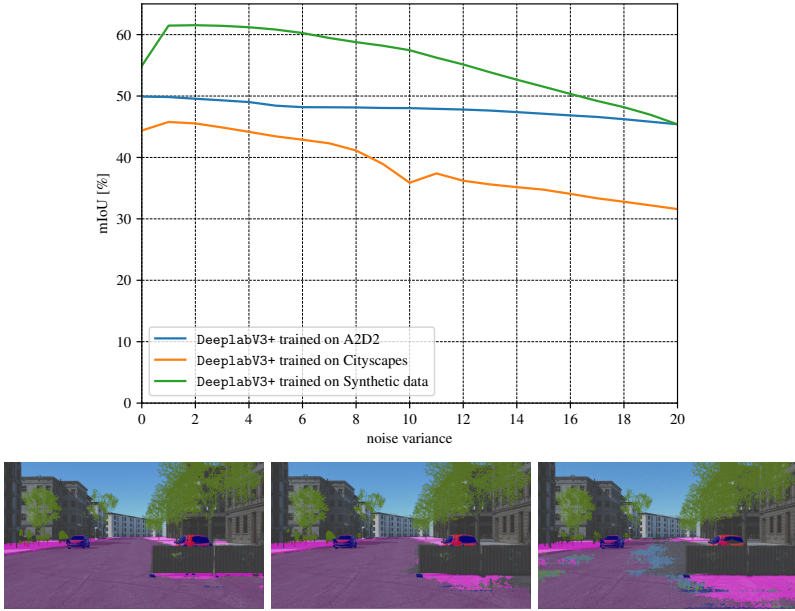 60
50
40
30
20
10
0
mIoU [%]
DeeplabV3+ trained on A2D2
DeeplabV3+ trained on Cityscapes
DeeplabV3+ trained on Synthetic data
0 2 4 6 8 10 12 14 16 18 20
noise variance